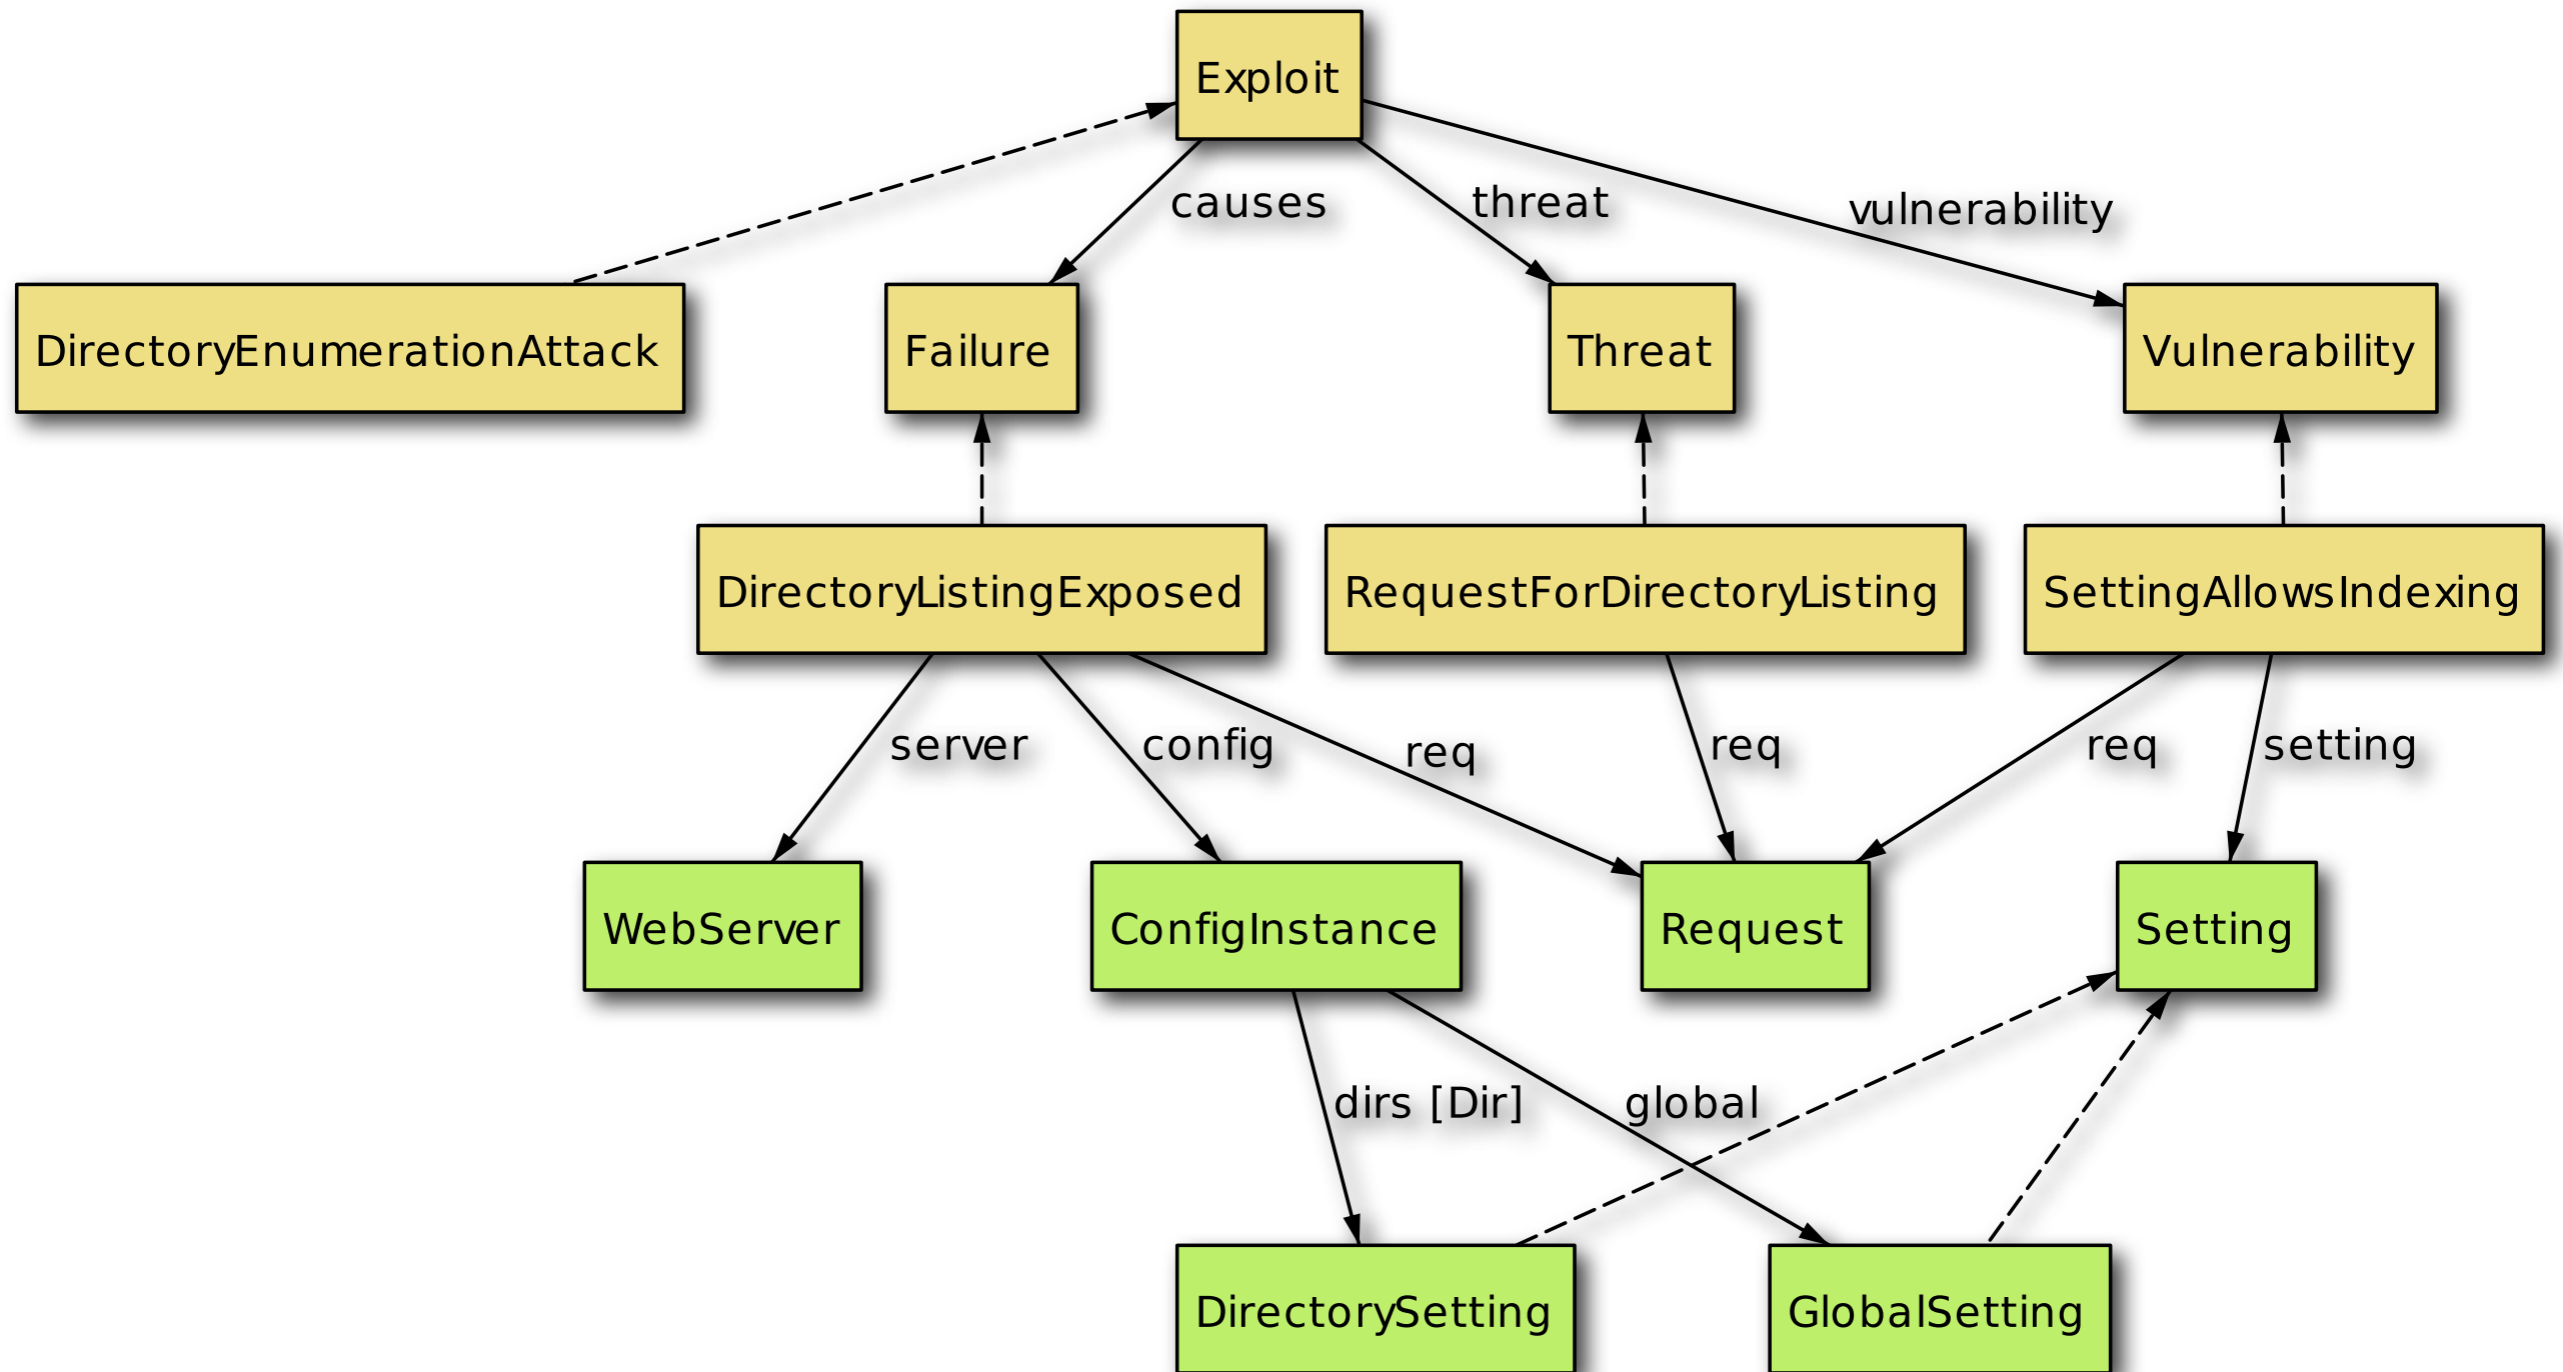 Exploit
causes
threat
vulnerability
DirectoryEnumerationAttack
Failure
Threat
Vulnerability
DirectoryListingExposed
RequestForDirectoryListing
SettingAllowsIndexing
server
config
req
req
req
setting
WebServer
ConfigInstance
Request
Setting
dirs [Dir]
global
DirectorySetting
GlobalSetting